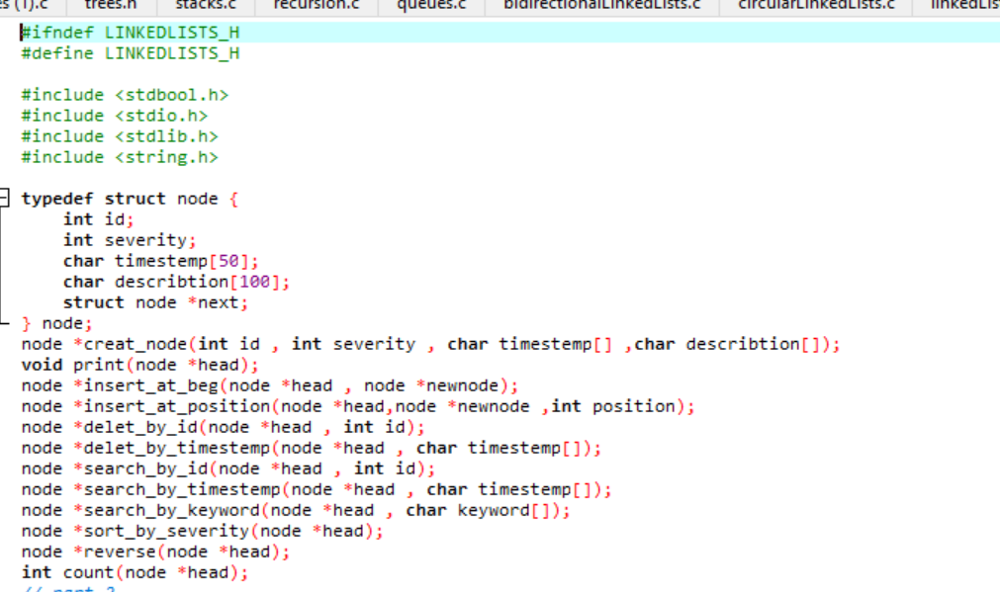 s (1).c trees.h stacks.c recursion.c queues.c bidirectionalLinkedLists.c circularLinkedLists.c
#ifndef LINKEDLISTS_H
#define LINKEDLISTS_H
#include <stdbool.h>
#include <stdio.h>
#include <stdlib.h>
#include <string.h>
typedef struct node {
int id;
int severity;
char timestemp[50];
char describtion[100];
struct node *next;
} node;
node *creat_node(int id , int severity , char timestemp[] ,char describtion[]);
void print(node *head);
node *insert_at_beg(node *head , node *newnode);
node *insert_at_position(node *head,node *newnode ,int position);
node *delet_by_id(node *head , int id);
node *delet_by_timestemp(node *head , char timestemp[]);
node *search_by_id(node *head , int id);
node *search_by_timestemp(node *head , char timestemp[]);
node *search_by_keyword(node *head , char keyword[]);
node *sort_by_severity(node *head);
node *reverse(node *head);
int count(node *head);